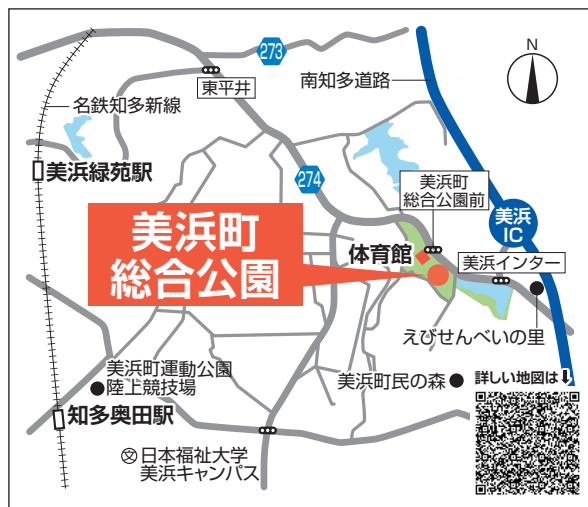 273
東平井
南知多道路
N
名鉄知多新線
美浜緑苑駅
274
美浜町
総合公園前
美浜
IC
美浜町
総合公園
体育館
美浜インター
えびせんべいの里
美浜町運動公園
陸上競技場
美浜町民の森
詳しい地図は⬇
知多奥田駅
文
日本福祉大学
美浜キャンパス